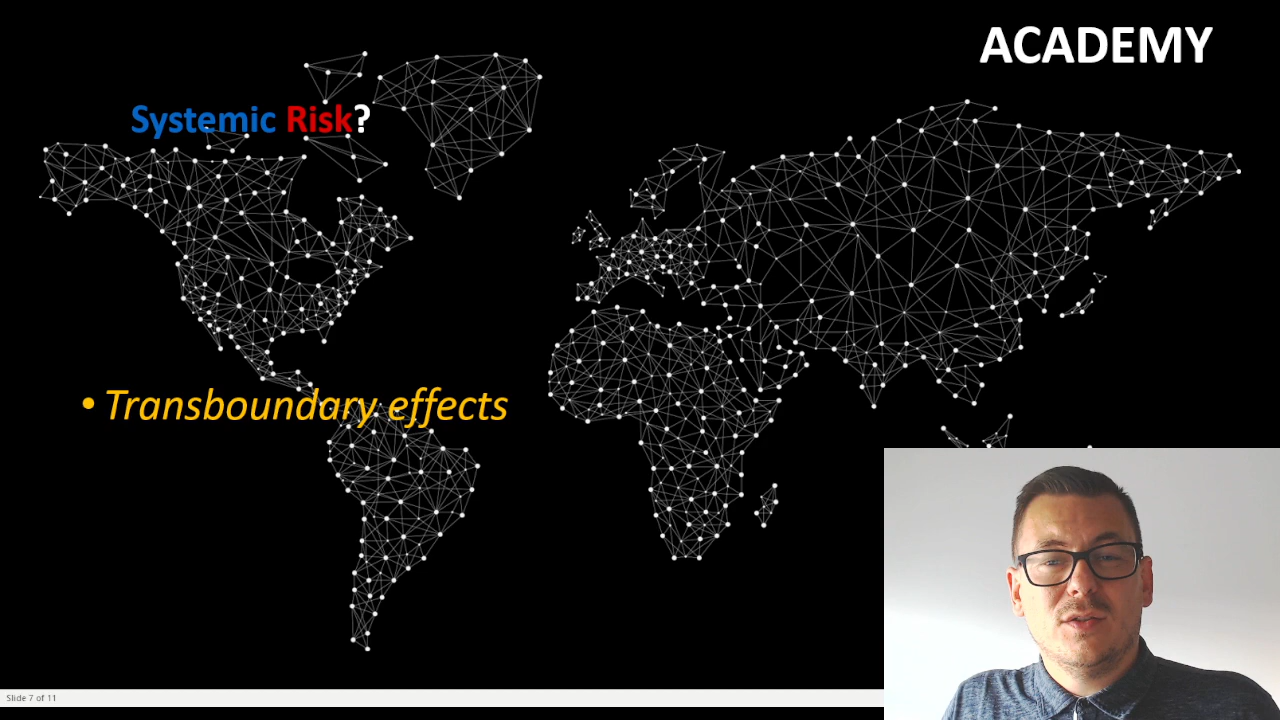 ACADEMY
Systemic Risk?
• Transboundary effects
Slide 7 of 11